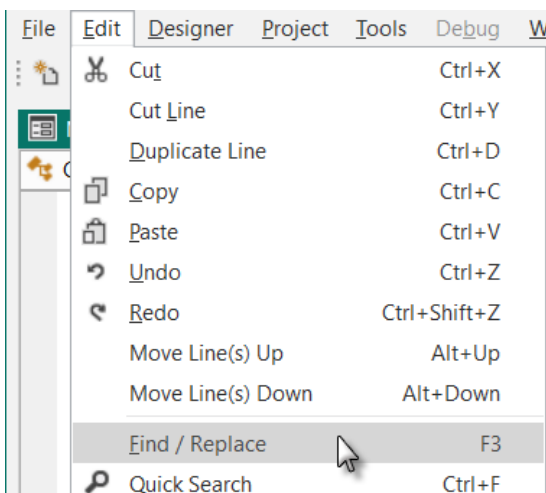 File Edit Designer Project Tools Debug
Cut Ctrl+X
Cut Line Ctrl+Y
Duplicate Line Ctrl+D
Copy Ctrl+C
Paste Ctrl+V
Undo Ctrl+Z
Redo Ctrl+Shift+Z
Move Line(s) Up Alt+Up
Move Line(s) Down Alt+Down
Find / Replace F3
Quick Search Ctrl+F